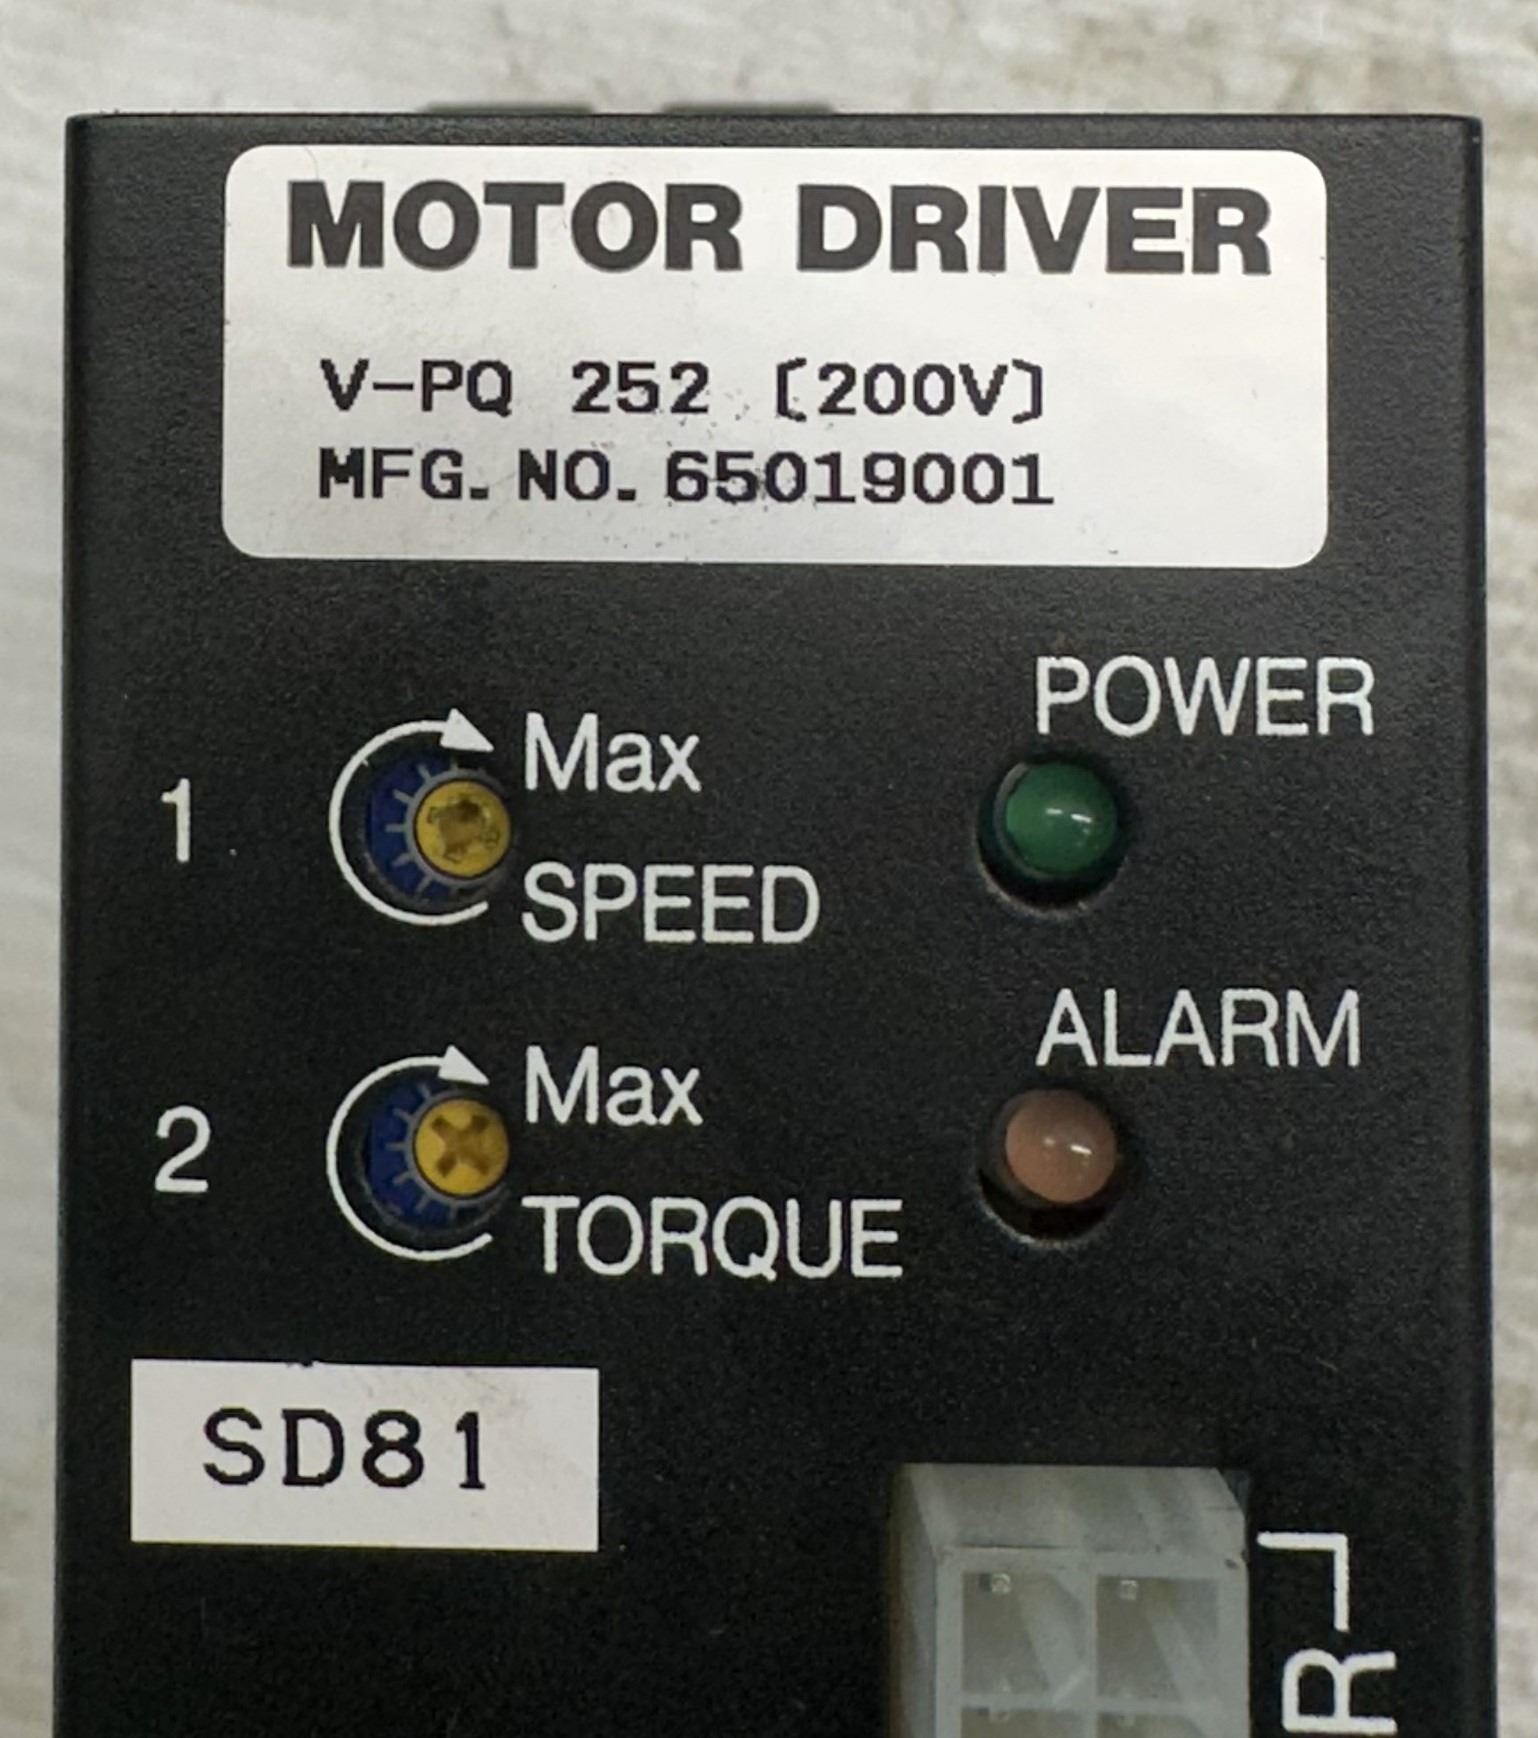 MOTOR DRIVER
V-PQ 252 [200V]
MFG. NO. 65019001
POWER
1
Max
SPEED
ALARM
2
Max
TORQUE
SD81